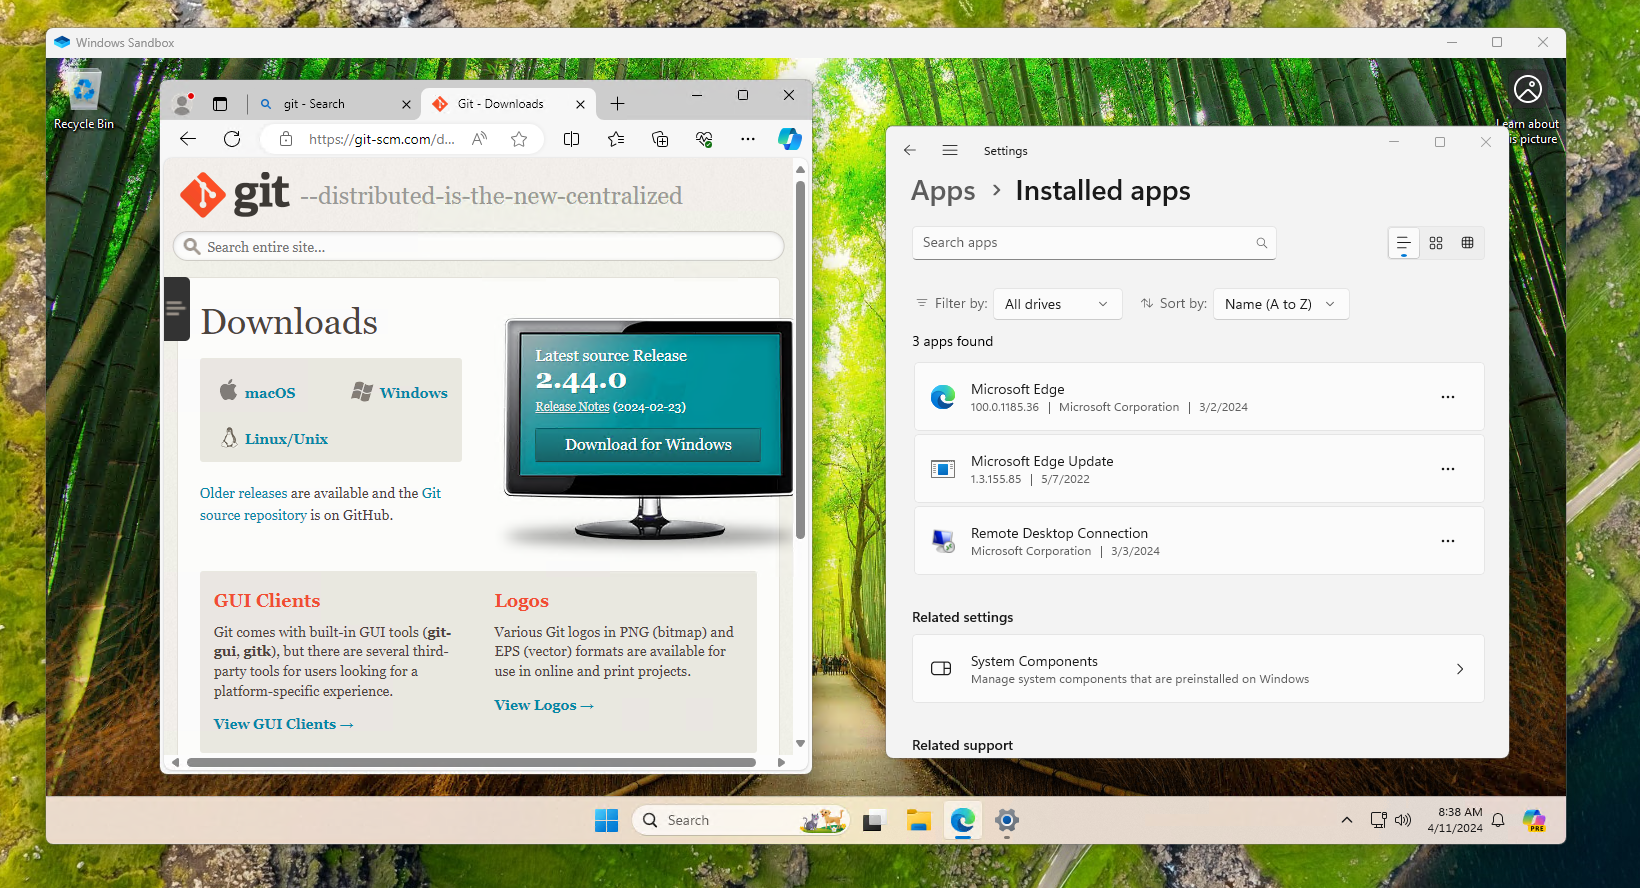 Windows Sandbox
Recycle Bin
Learn about
is picture
git - Search
Git - Downloads
https://git-scm.com/d...
git --distributed-is-the-new-centralized
Search entire site...
Downloads
macOS
Windows
Linux/Unix
Older releases are available and the Git
source repository is on GitHub.
Latest source Release
2.44.0
Release Notes (2024-02-23)
Download for Windows
GUI Clients
Git comes with built-in GUI tools (git-
gui, gitk), but there are several third-
party tools for users looking for a
platform-specific experience.
View GUI Clients →
Logos
Various Git logos in PNG (bitmap) and
EPS (vector) formats are available for
use in online and print projects.
View Logos →
Settings
Apps > Installed apps
Search apps
Filter by: All drives
Sort by: Name (A to Z)
3 apps found
Microsoft Edge
100.0.1185.36 | Microsoft Corporation | 3/2/2024
Microsoft Edge Update
1.3.155.85 | 5/7/2022
Remote Desktop Connection
Microsoft Corporation | 3/3/2024
Related settings
System Components
Manage system components that are preinstalled on Windows
Related support
Search
8:38 AM
4/11/2024
PRE